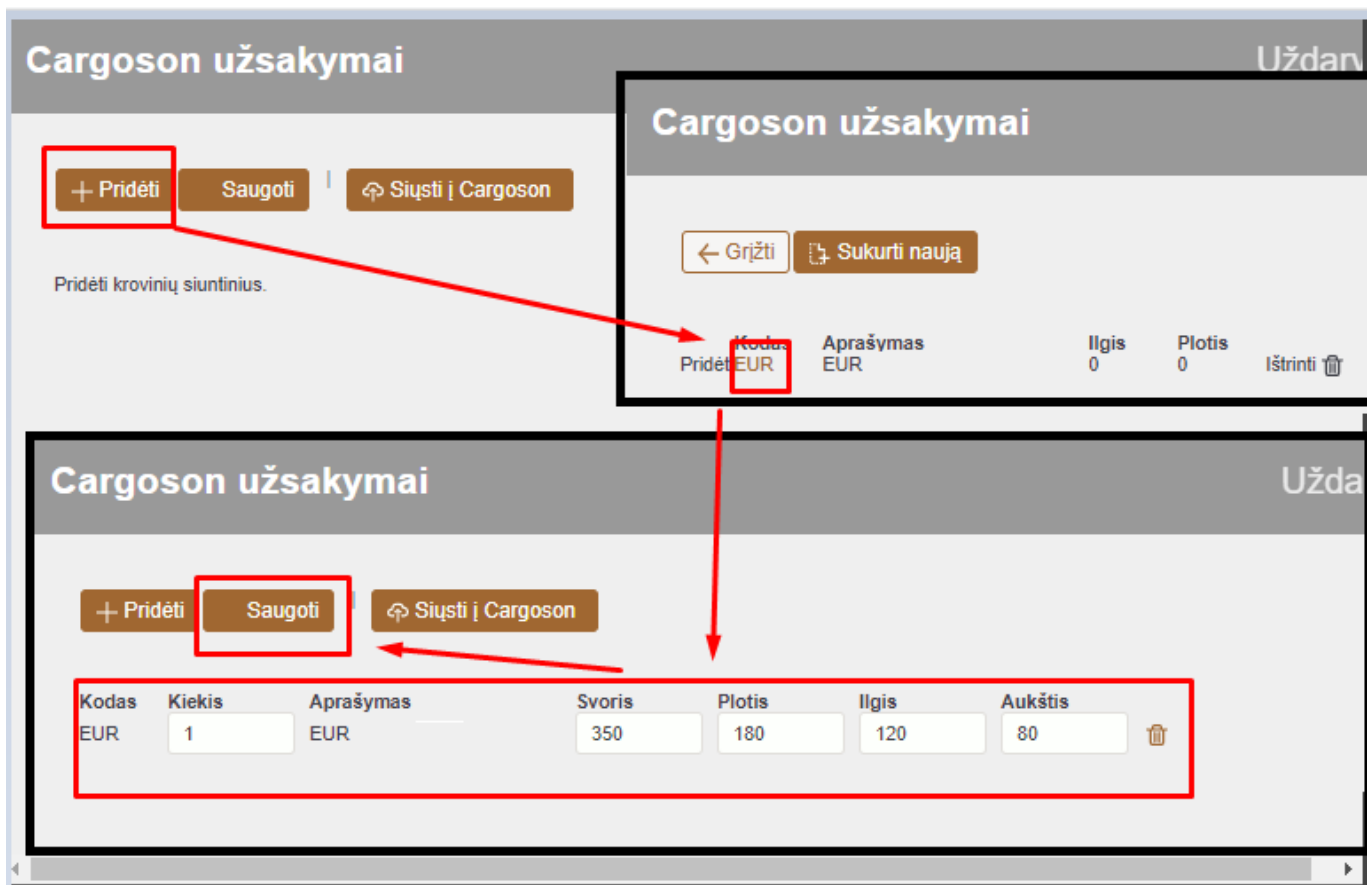 Cargoson užsakymai
Uždary
+ Pridėti Saugoti | Siųsti į Cargoson
Pridėti krovinių siuntinius.
Cargoson užsakymai
Grįžti Sukurti naują
Kodas Aprašymas Ilgis Plotis
Pridėt EUR EUR 0 0 Ištrinti
Cargoson užsakymai
Užda
+ Pridėti Saugoti Siųsti į Cargoson
Kodas Kiekis Aprašymas Svoris Plotis Ilgis Aukštis
EUR 1 EUR 350 180 120 80